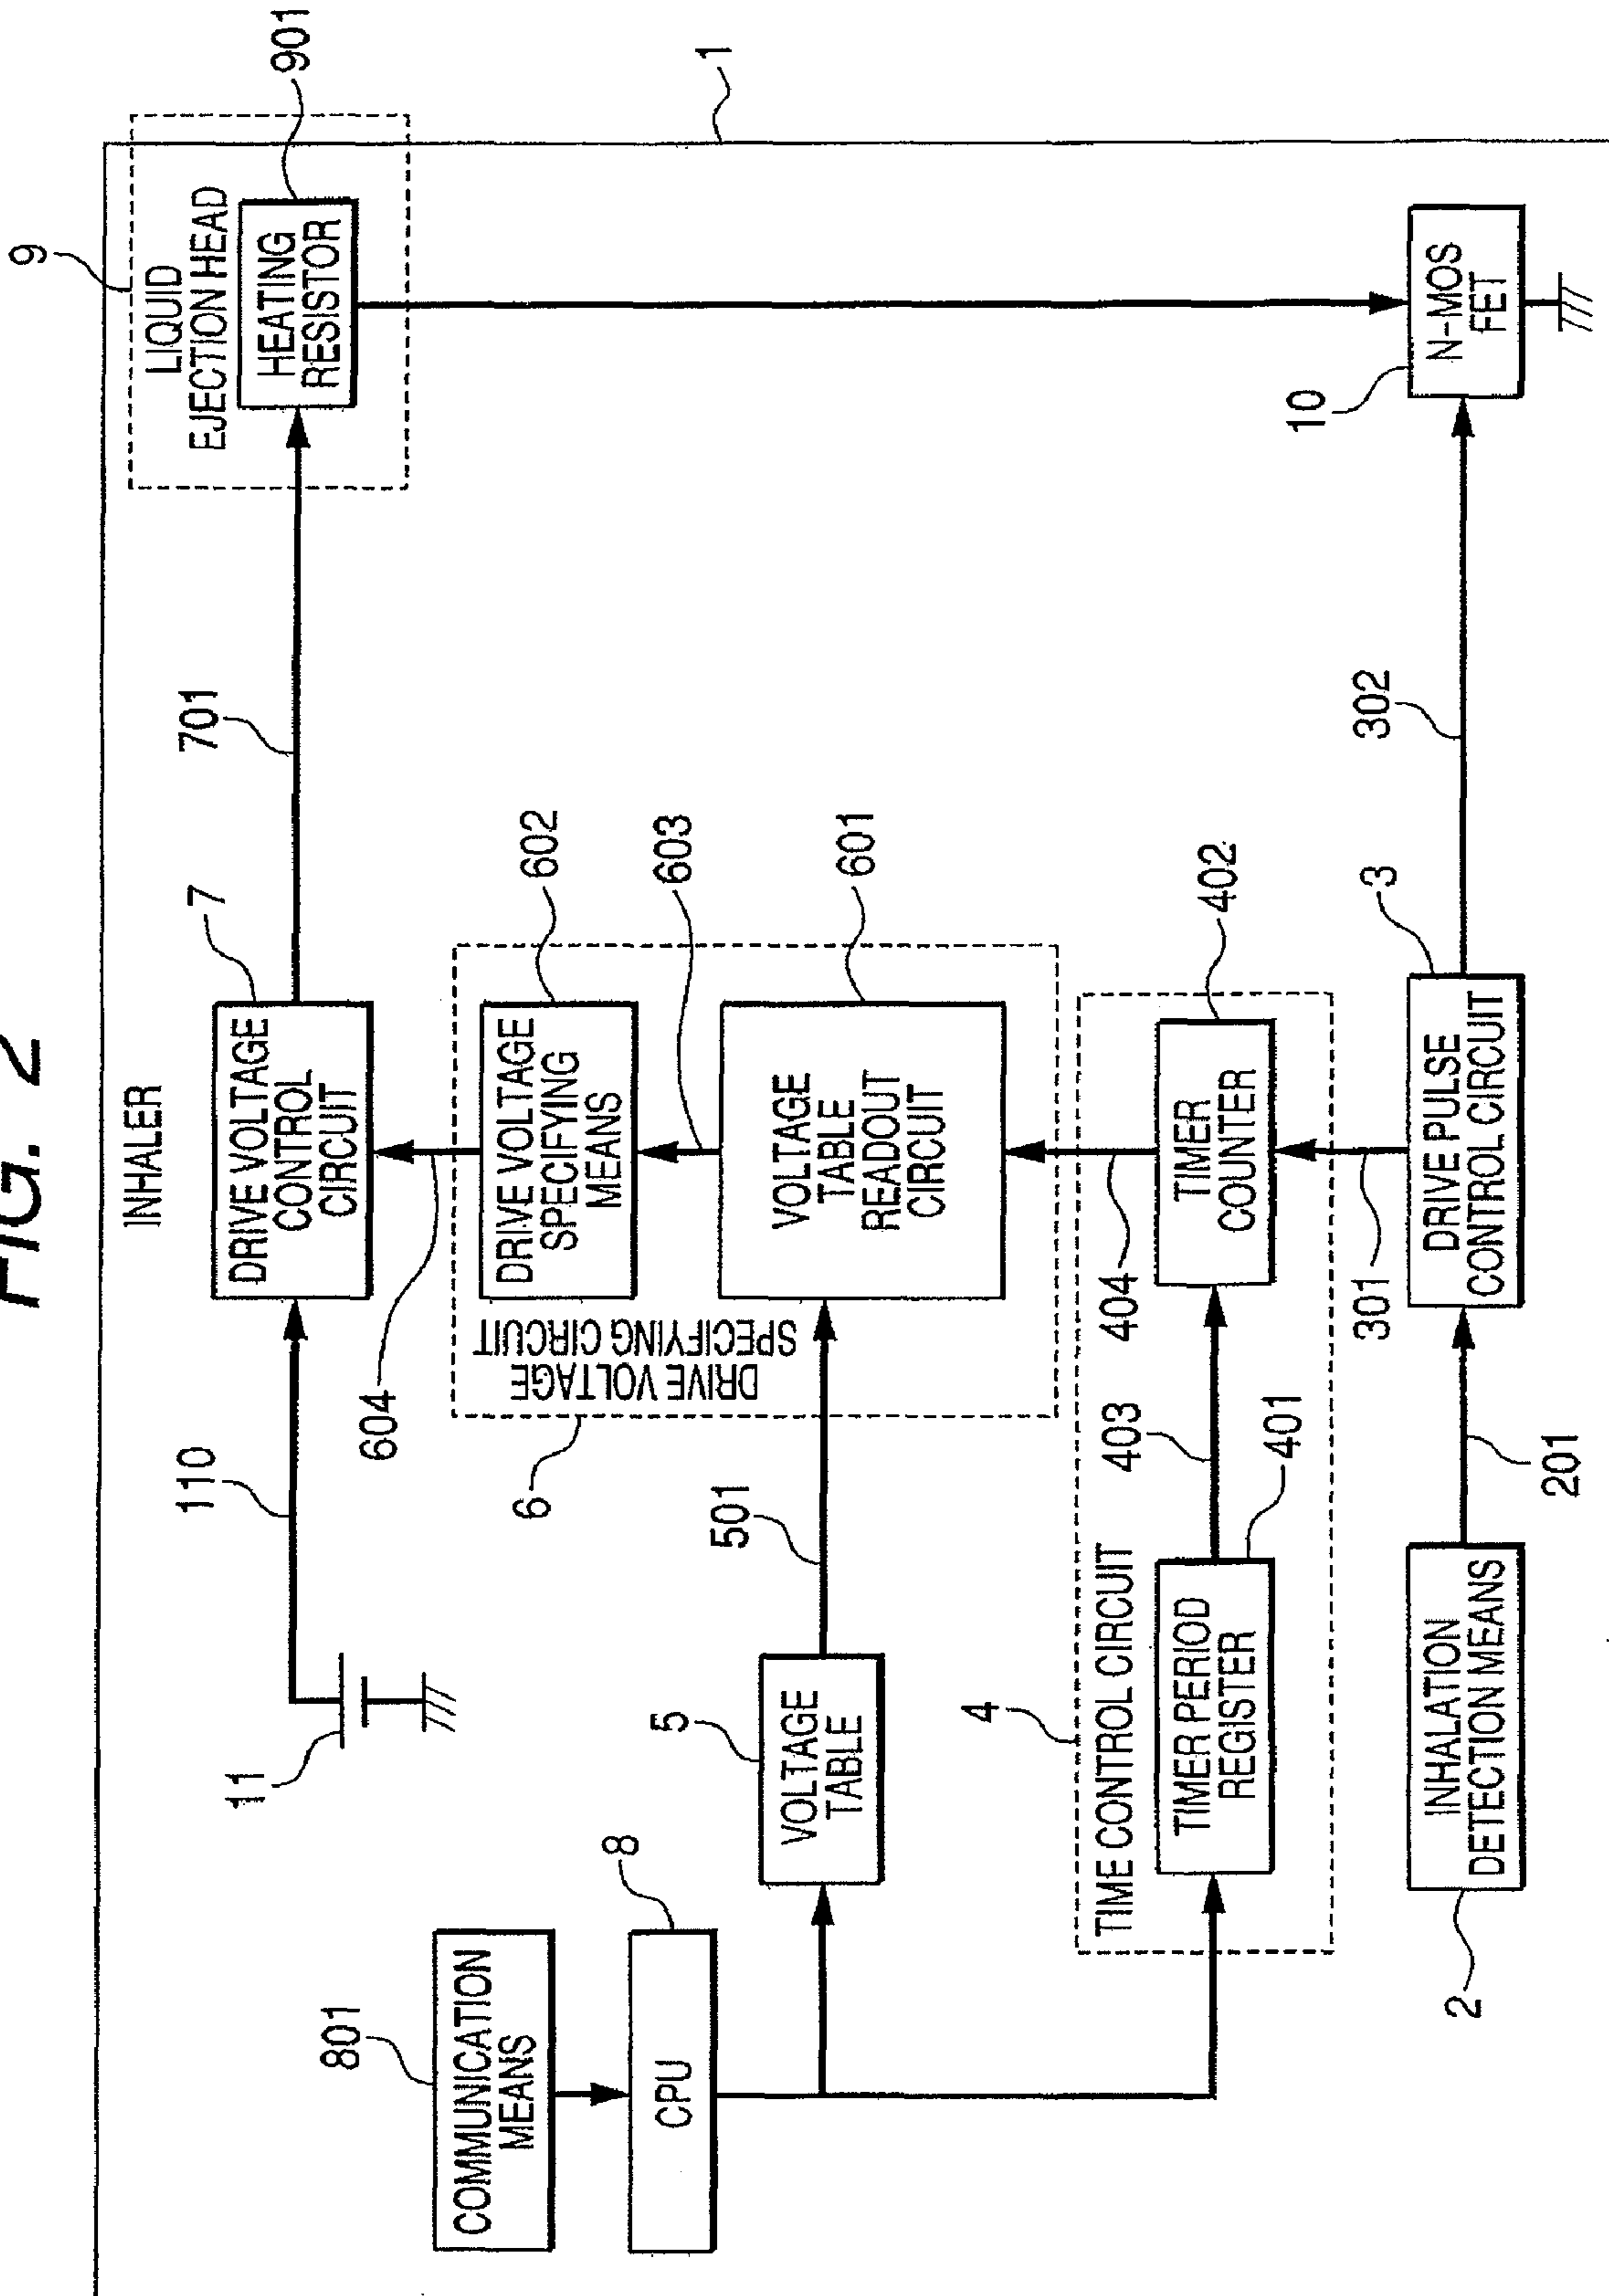 FIG. 2
INHALER
1
9
LIQUID
EJECTION HEAD
HEATING
RESISTOR
901
701
7
DRIVE VOLTAGE
CONTROL
CIRCUIT
110
11
604
602
DRIVE VOLTAGE
SPECIFYING
MEANS
603
601
VOLTAGE
TABLE
READOUT
CIRCUIT
DRIVE VOLTAGE
SPECIFYING CIRCUIT
6
501
5
VOLTAGE
TABLE
801
COMMUNICATION
MEANS
8
CPU
4
TIME CONTROL CIRCUIT
TIMER PERIOD
REGISTER
401
403
404
402
TIMER
COUNTER
301
3
DRIVE PULSE
CONTROL CIRCUIT
302
10
N-MOS
FET
201
INHALATION
DETECTION MEANS
2